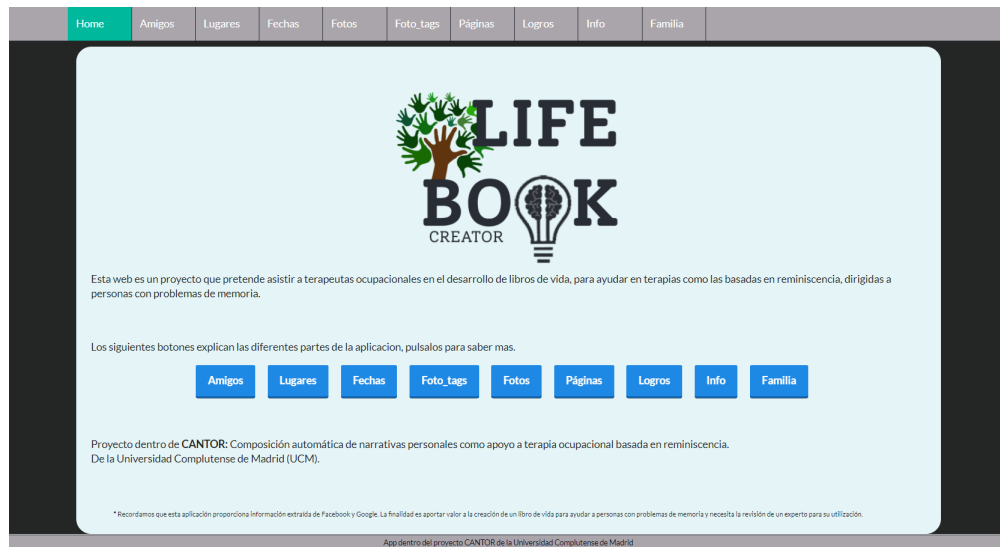 Home Amigos Lugares Fechas Fotos Foto_tags Páginas Logros Info Familia
LIFE
BOOK
CREATOR
Esta web es un proyecto que pretende asistir a terapeutas ocupacionales en el desarrollo de libros de vida, para ayudar en terapias como las basadas en reminiscencia, dirigidas a
personas con problemas de memoria.
Los siguientes botones explican las diferentes partes de la aplicacion, pulsalos para saber mas.
Amigos Lugares Fechas Foto_tags Fotos Páginas Logros Info Familia
Proyecto dentro de CANTOR: Composición automática de narrativas personales como apoyo a terapia ocupacional basada en reminiscencia.
De la Universidad Complutense de Madrid (UCM).
* Recordamos que esta aplicación proporciona información extraída de Facebook y Google. La finalidad es aportar valor a la creación de un libro de vida para ayudar a personas con problemas de memoria y necesita la revisión de un experto para su utilización.
App dentro del proyecto CANTOR de la Universidad Complutense de Madrid